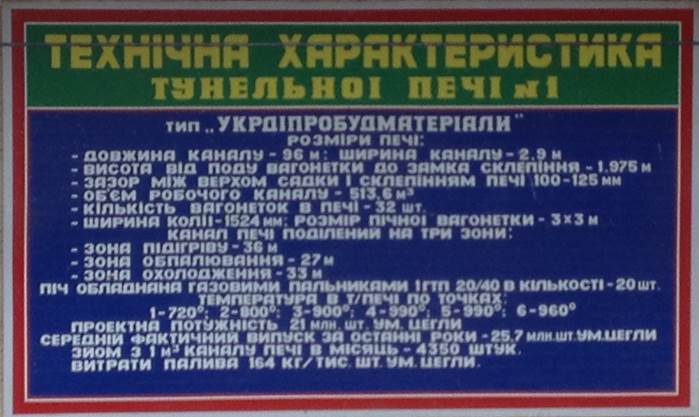 ТЕХНІЧНА ХАРАКТЕРИСТИКА
ТУНЕЛЬНОЇ ПЕЧІ №1
ТИП „УКРДІПРОБУДМАТЕРІАЛИ"
РОЗМІРИ ПЕЧІ:
- ДОВЖИНА КАНАЛУ - 96 м; ШИРИНА КАНАЛУ - 2.9 м
- ВИСОТА ВІД ПОДУ ВАГОНЕТКИ ДО ЗАМКА СКЛЕПІННЯ - 1.975 м
- ЗАЗОР МІЖ ВЕРХОМ САДКИ І СКЛЕПІННЯМ ПЕЧІ 100-125 мм
- ОБ'ЄМ РОБОЧОГО КАНАЛУ - 513,6 м³
- КІЛЬКІСТЬ ВАГОНЕТОК В ПЕЧІ - 32 шт.
- ШИРИНА КОЛІЇ - 1524 мм; РОЗМІР ПІЧНОЇ ВАГОНЕТКИ - 3×3 м
КАНАЛ ПЕЧІ ПОДІЛЕНИЙ НА ТРИ ЗОНИ:
- ЗОНА ПІДІГРІВУ - 36 м
- ЗОНА ОБПАЛЮВАННЯ - 27 м
- ЗОНА ОХОЛОДЖЕННЯ - 33 м
ПІЧ ОБЛАДНАНА ГАЗОВИМИ ПАЛЬНИКАМИ 1ГТП 20/40 В КІЛЬКОСТІ - 20 шт.
ТЕМПЕРАТУРА В Т/ПЕЧІ ПО ТОЧКАХ:
1-720°; 2-800°; 3-900°; 4-990°; 5-990°; 6-960°
ПРОЕКТНА ПОТУЖНІСТЬ 21 МЛН. ШТ. УМ. ЦЕГЛИ
СЕРЕДНІЙ ФАКТИЧНИЙ ВИПУСК ЗА ОСТАННІ РОКИ - 25,7 МЛН.ШТ.УМ.ЦЕГЛИ
ЗЙОМ З 1 м³ КАНАЛУ ПЕЧІ В МІСЯЦЬ - 4350 ШТУК.
ВИТРАТИ ПАЛИВА 164 КГ/ТИС. ШТ. УМ. ЦЕГЛИ.